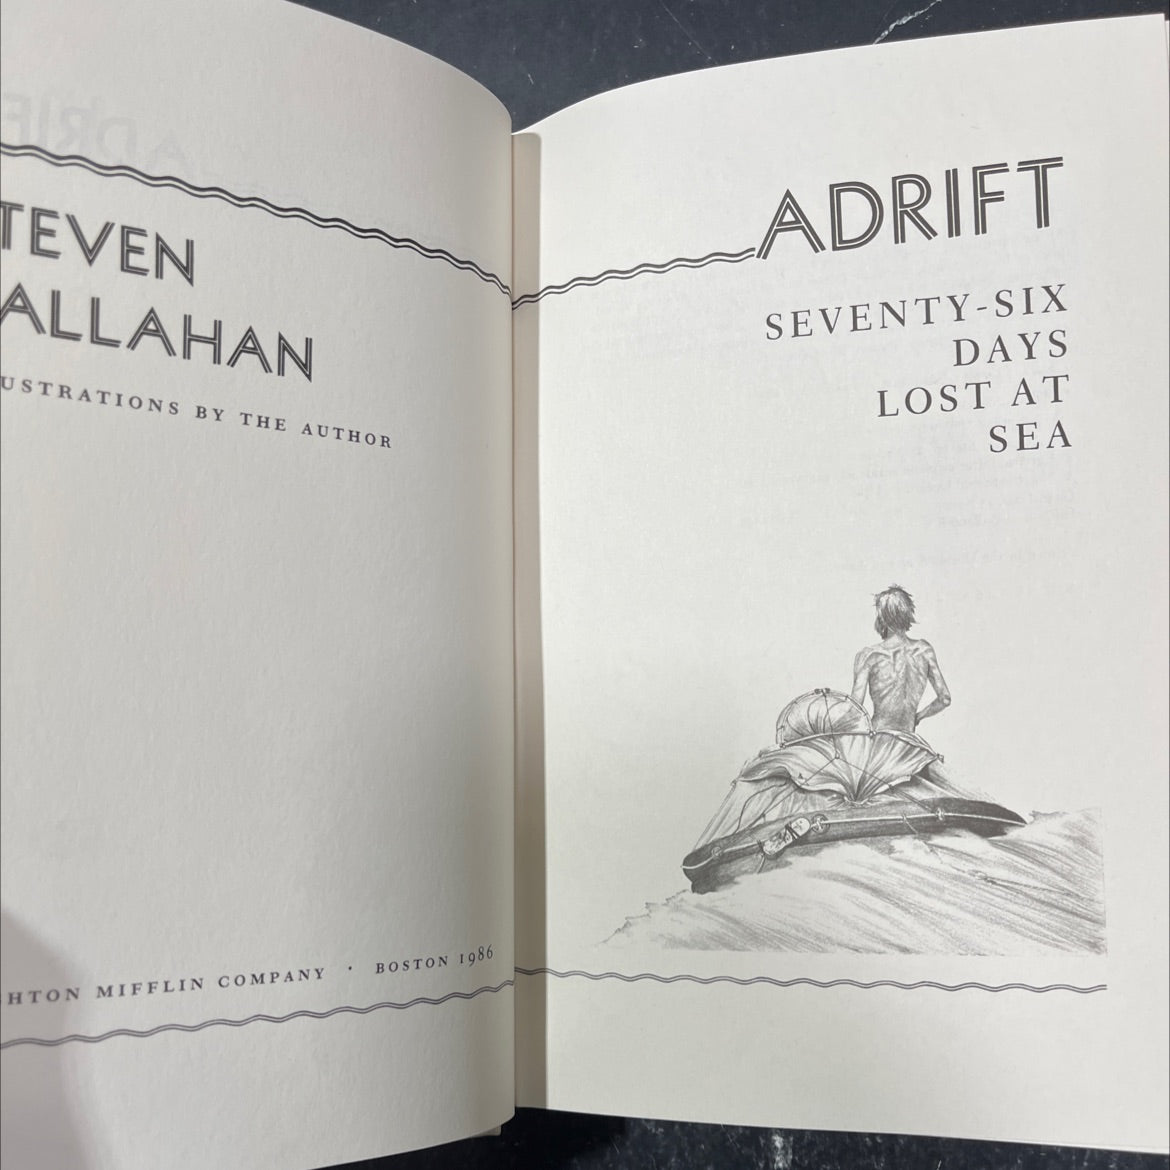 TEVEN
ALLAHAN
USTRATIONS BY THE AUTHOR
HTON MIFFLIN COMPANY · BOSTON 1986
ADRIFT
SEVENTY-SIX
DAYS
LOST AT
SEA